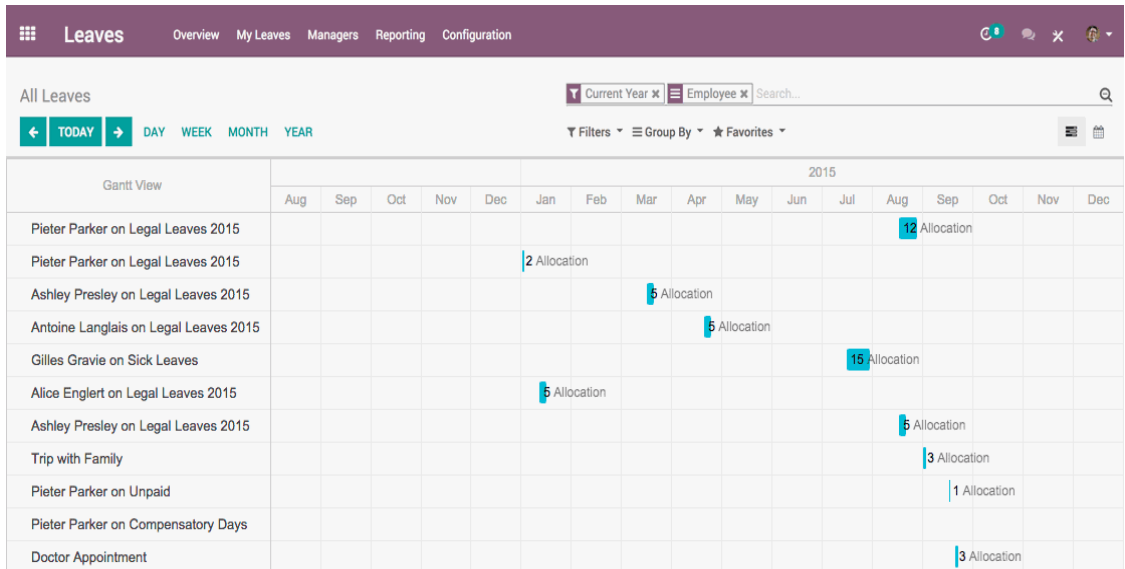 Leaves Overview My Leaves Managers Reporting Configuration 8
All Leaves Current Year × Employee × Search...
TODAY DAY WEEK MONTH YEAR Filters Group By Favorites
2015
Gantt View
Aug Sep Oct Nov Dec Jan Feb Mar Apr May Jun Jul Aug Sep Oct Nov Dec
Pieter Parker on Legal Leaves 2015 12 Allocation
Pieter Parker on Legal Leaves 2015 2 Allocation
Ashley Presley on Legal Leaves 2015 5 Allocation
Antoine Langlais on Legal Leaves 2015 5 Allocation
Gilles Gravie on Sick Leaves 15 Allocation
Alice Englert on Legal Leaves 2015 5 Allocation
Ashley Presley on Legal Leaves 2015 5 Allocation
Trip with Family 3 Allocation
Pieter Parker on Unpaid 1 Allocation
Pieter Parker on Compensatory Days
Doctor Appointment 3 Allocation